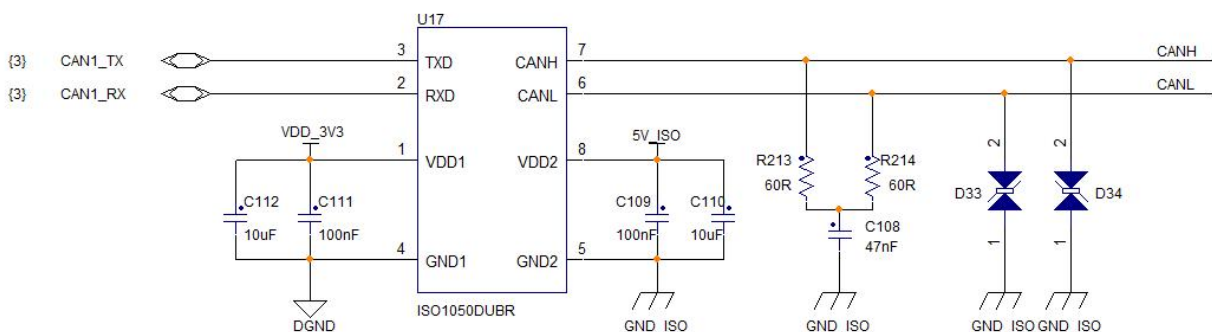 U17
{3} CAN1_TX 3 TXD CANH 7 CANH
{3} CAN1_RX 2 RXD CANL 6 CANL
VDD_3V3 5V_ISO 2 2
1 VDD1 VDD2 8 R213 R214
60R 60R D33 D34
C112 C111 C109 C110
10uF 100nF 100nF 10uF C108
47nF 1 1
4 GND1 GND2 5
ISO1050DUBR
DGND GND_ISO GND_ISO GND_ISO GND_ISO